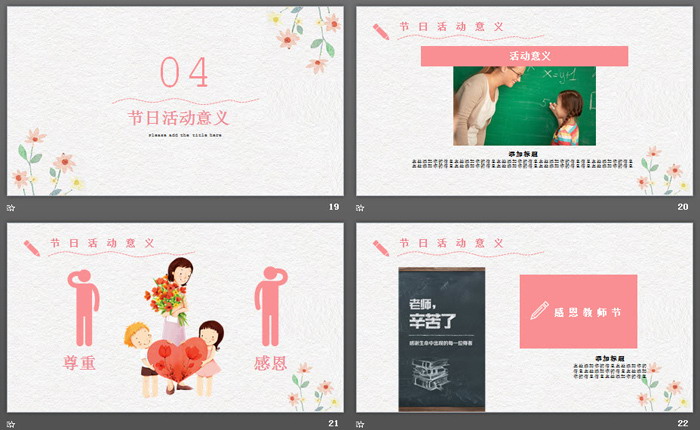 04
节日活动意义
Please add the title here
19
节日活动意义
活动意义
添加标题
20
节日活动意义
尊重
感恩
21
节日活动意义
老师，
辛苦了
感谢生命中出现的每一位师者
感恩教师节
添加标题
22